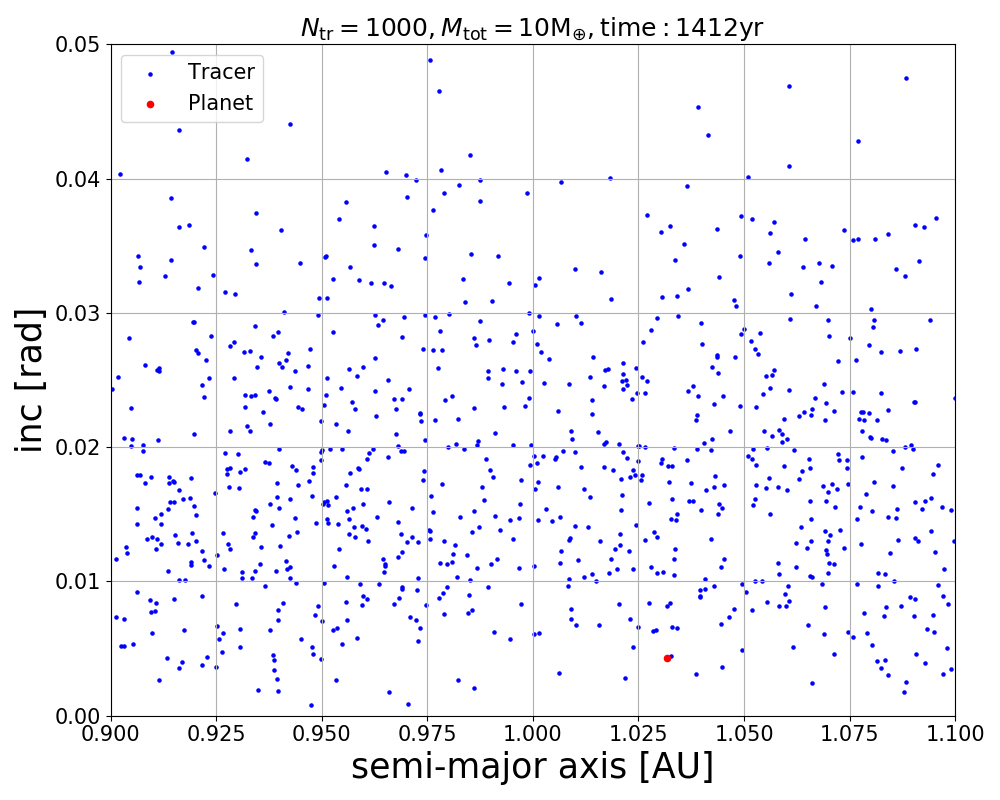 N_tr = 1000, M_tot = 10M_⊕, time : 1412yr
Tracer
Planet
0.05
0.04
0.03
0.02
0.01
0.00
inc [rad]
0.900 0.925 0.950 0.975 1.000 1.025 1.050 1.075 1.100
semi-major axis [AU]